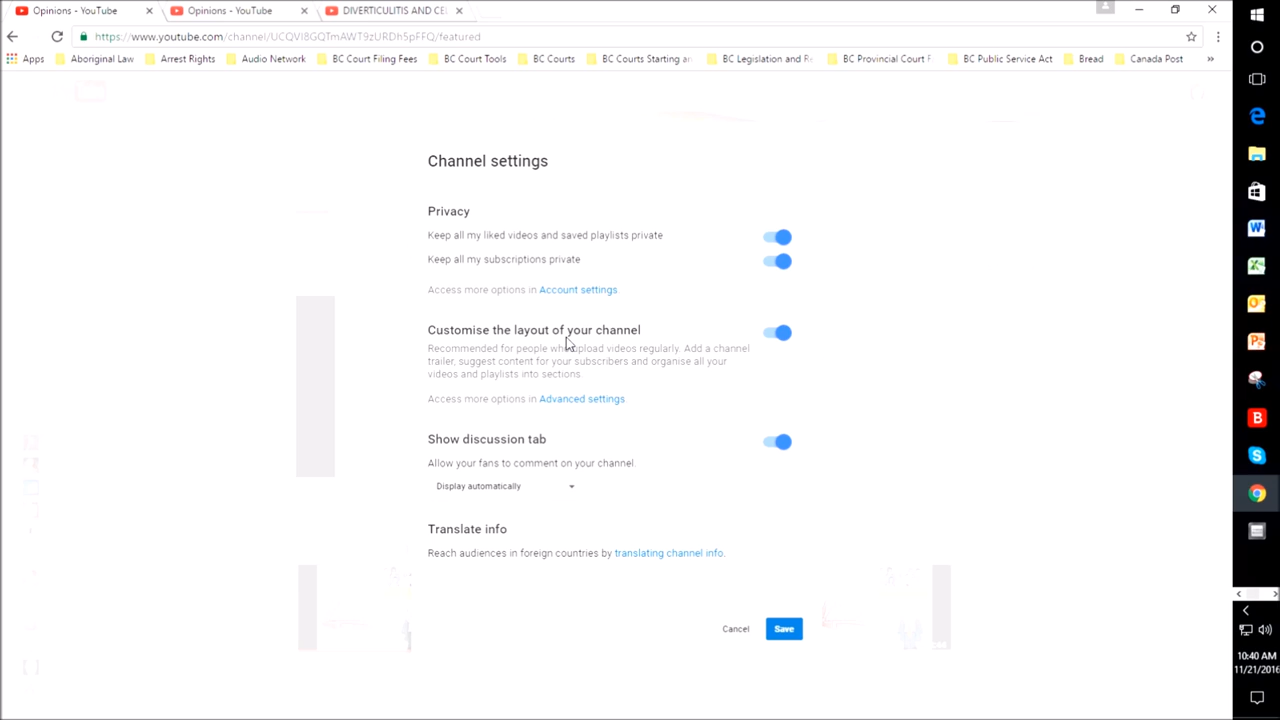 Opinions - YouTube
Opinions - YouTube
DIVERTICULITIS AND CE
https://www.youtube.com/channel/UCQVI8GQTmAWT9zURDh5pFFQ/featured
Apps Aboriginal Law Arrest Rights Audio Network BC Court Filing Fees BC Court Tools BC Courts BC Courts Starting an BC Legislation and Re BC Provincial Court F BC Public Service Act Bread Canada Post »
Channel settings
Privacy
Keep all my liked videos and saved playlists private
Keep all my subscriptions private
Access more options in Account settings
Customise the layout of your channel
Recommended for people who upload videos regularly. Add a channel
trailer, suggest content for your subscribers and organise all your
videos and playlists into sections.
Access more options in Advanced settings
Show discussion tab
Allow your fans to comment on your channel.
Display automatically
Translate info
Reach audiences in foreign countries by translating channel info.
Cancel Save
10:40 AM
11/21/2016